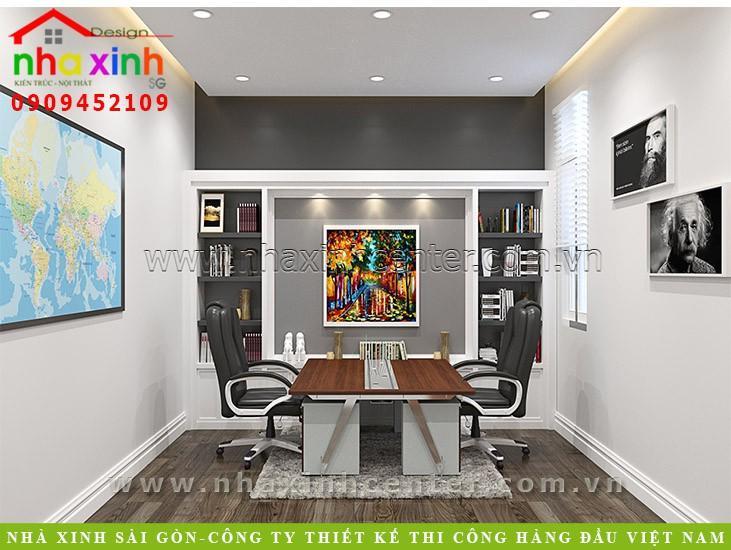 Design
nhaxinh
SG
KIẾN TRÚC - NỘI THẤT
0909452109
www.nhaxinhcenter.com.vn
www.nhaxinhcenter.com.vn
NHÀ XINH SÀI GÒN-CÔNG TY THIẾT KẾ THI CÔNG HÀNG ĐẦU VIỆT NAM